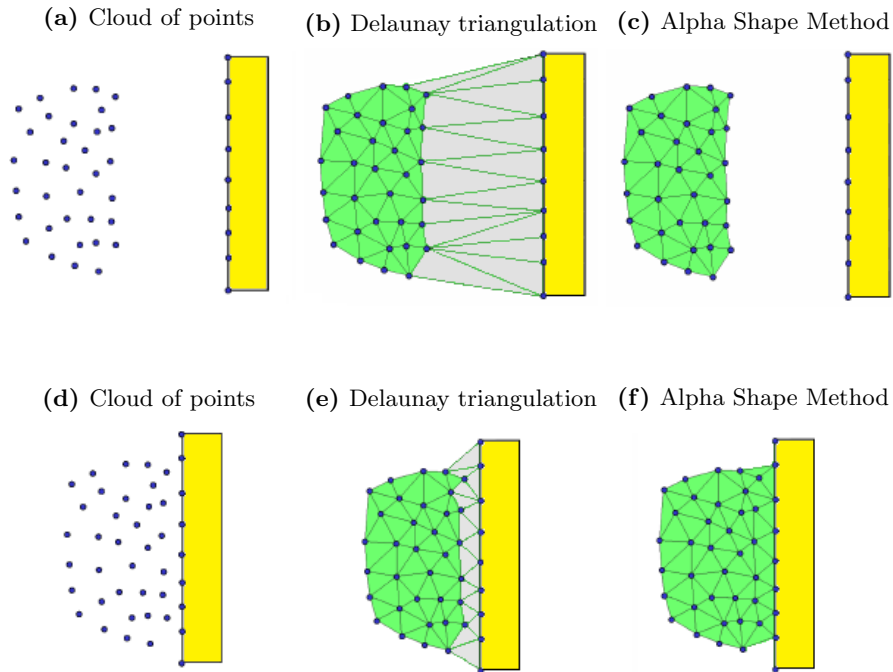 (a) Cloud of points
(b) Delaunay triangulation
(c) Alpha Shape Method
(d) Cloud of points
(e) Delaunay triangulation
(f) Alpha Shape Method